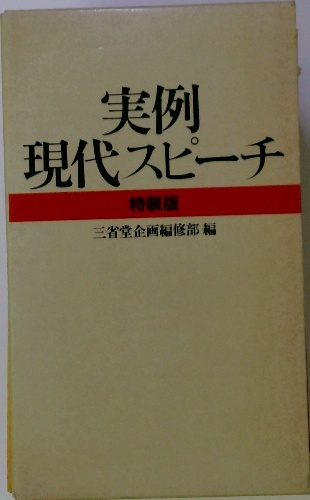 実例
現代スピーチ
特装版
三省堂企画編修部 編